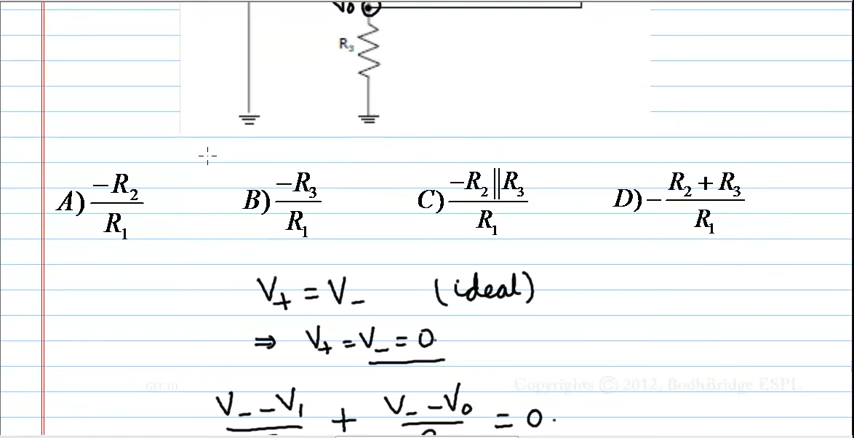 V0
R3
A) -R2/R1 B) -R3/R1 C) -R2||R3/R1 D) -R2+R3/R1
V+ = V- (ideal)
⇒ V+ = V- = 0.
Copyrights © 2012, BodhBridge ESPL
V- - V1 + V- - V0 = 0.